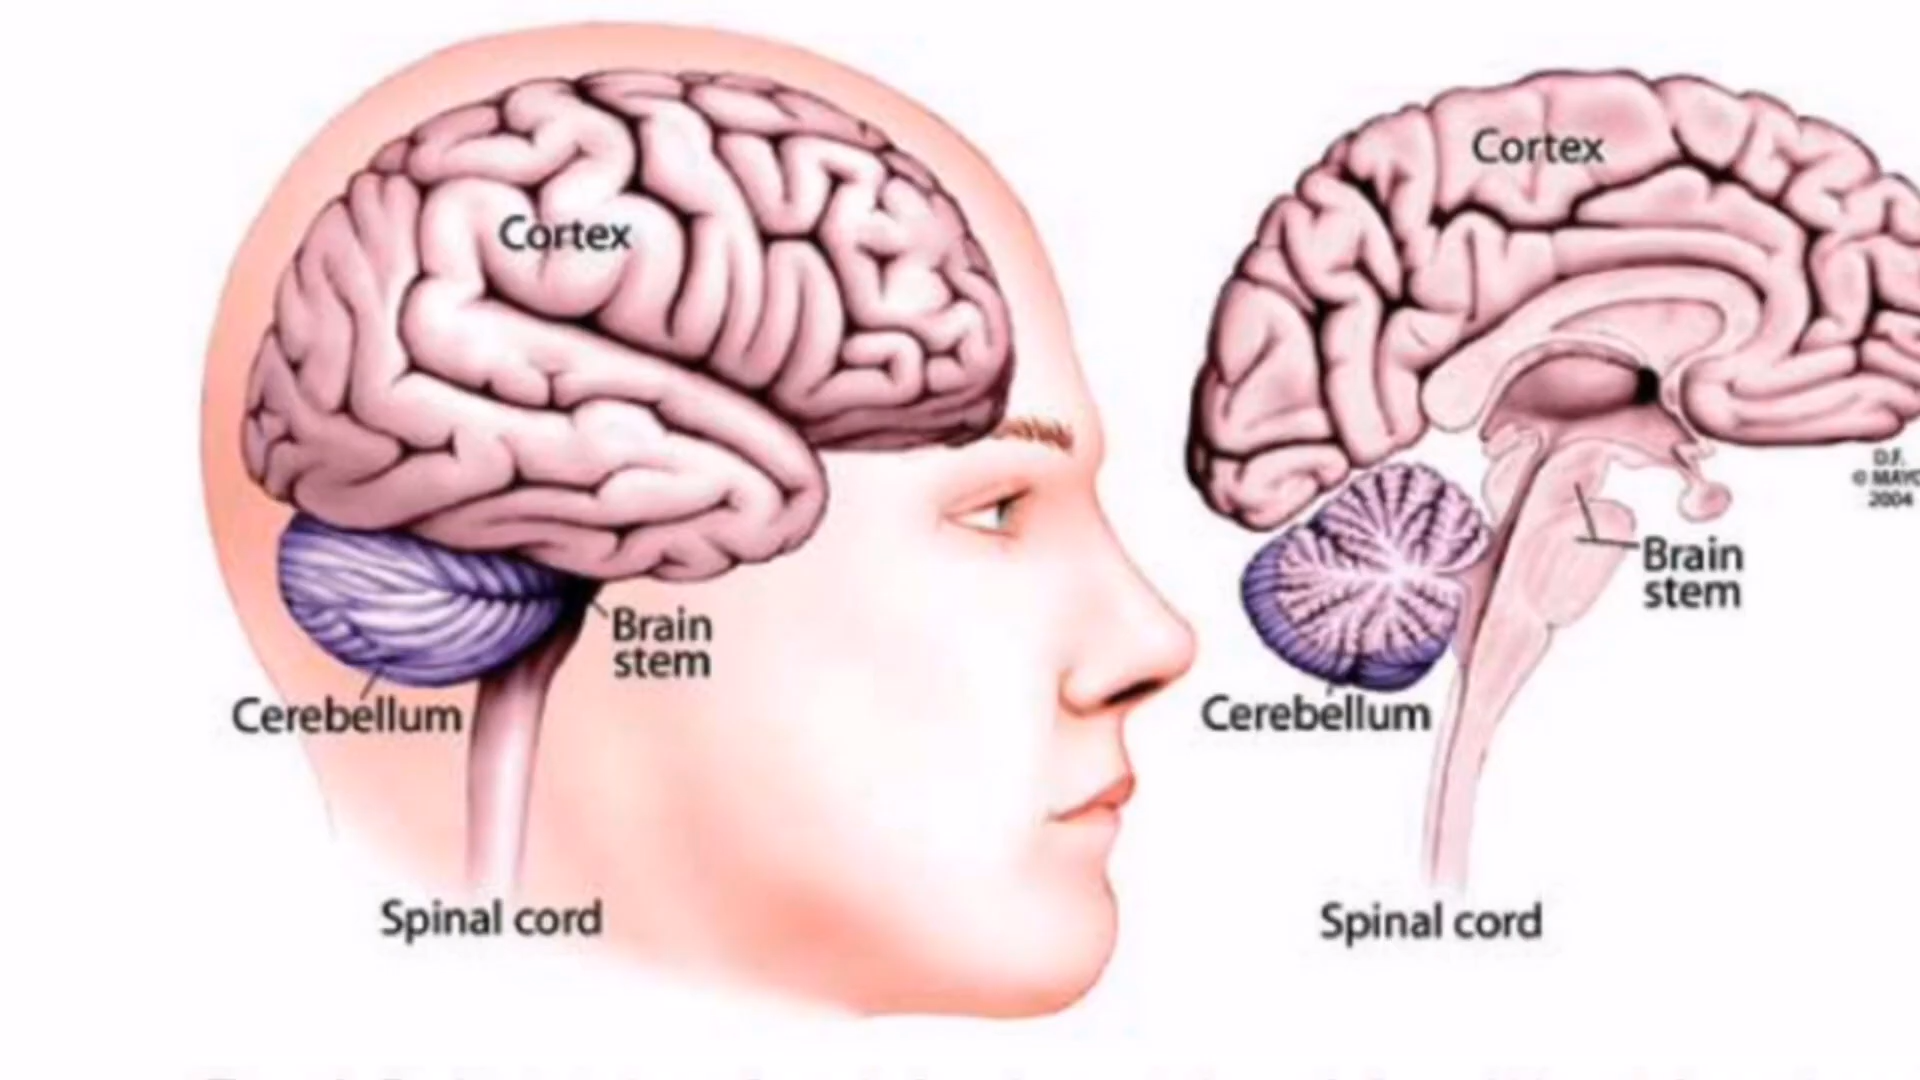 Cortex
Brain
stem
Cerebellum
Spinal cord
Cortex
D.F.
© MAYO
2004
Brain
stem
Cerebellum
Spinal cord